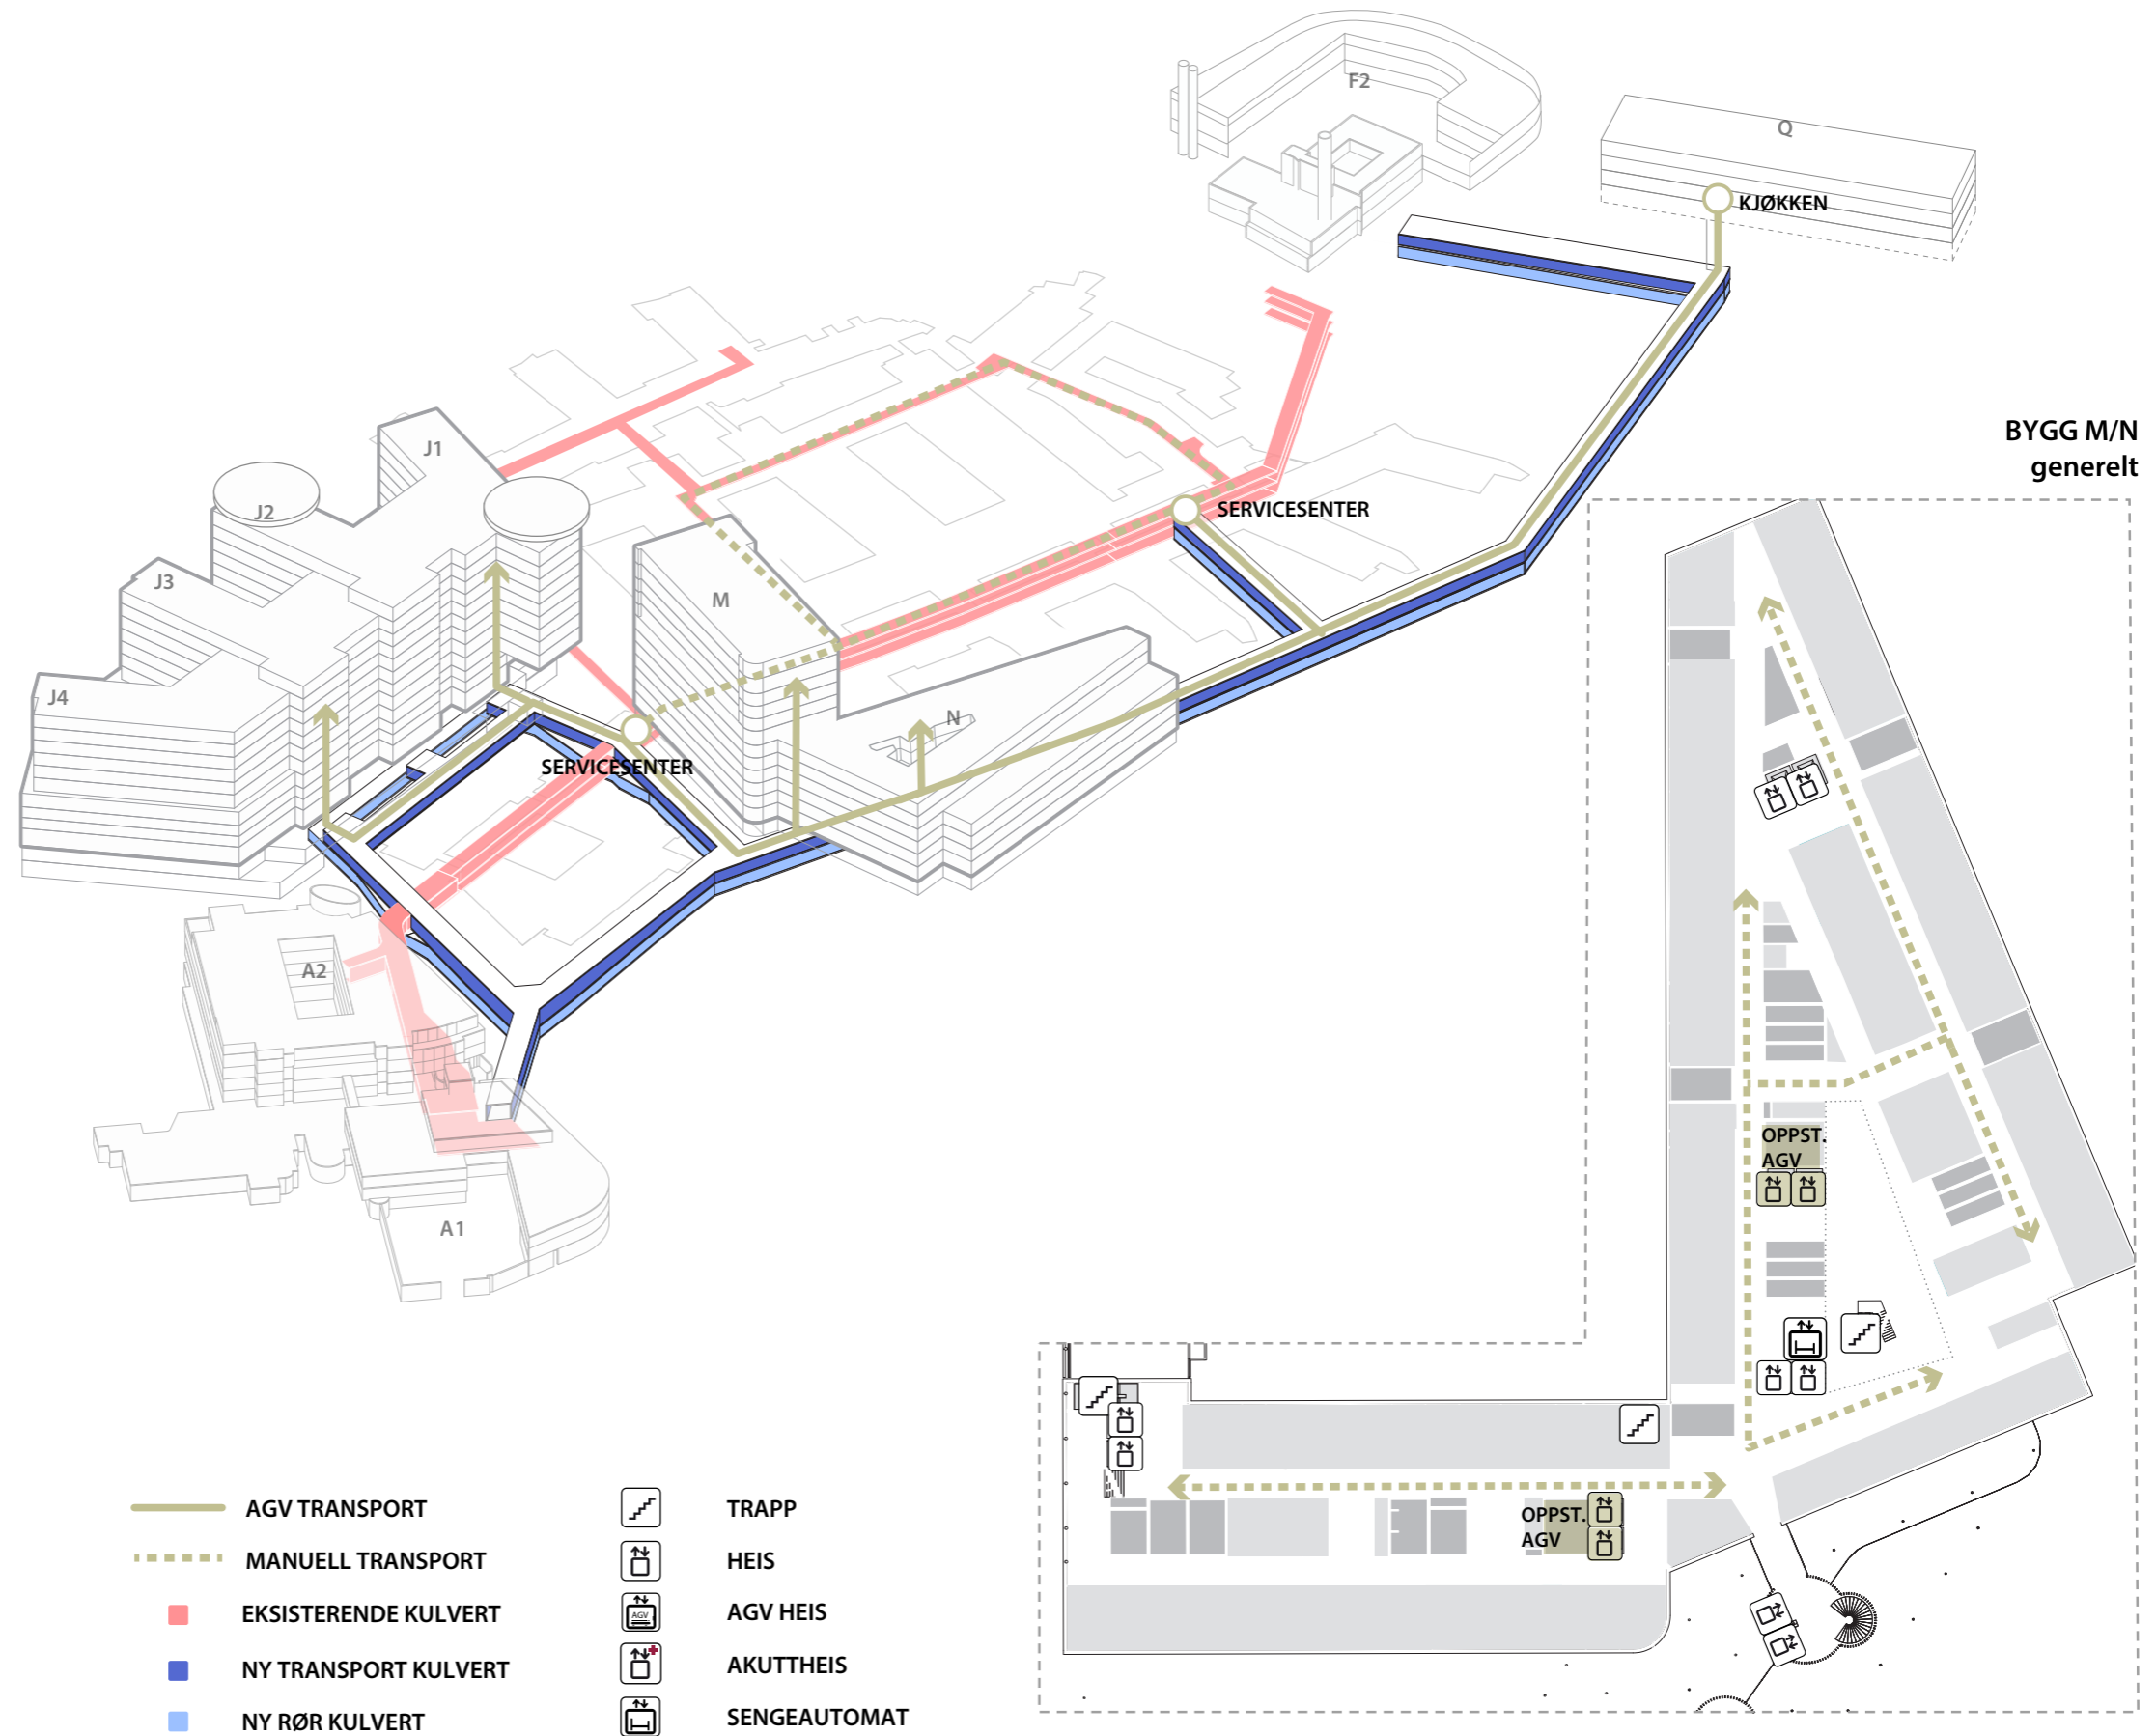 F2
Q
KJØKKEN
BYGG M/N
generelt
J1
J2
SERVICESENTER
J3
M
J4
N
SERVICESENTER
A2
A1
OPPST.
AGV
OPPST.
AGV
AGV TRANSPORT
MANUELL TRANSPORT
EKSISTERENDE KULVERT
NY TRANSPORT KULVERT
NY RØR KULVERT
TRAPP
HEIS
AGV
AGV HEIS
AKUTTHEIS
SENGEAUTOMAT